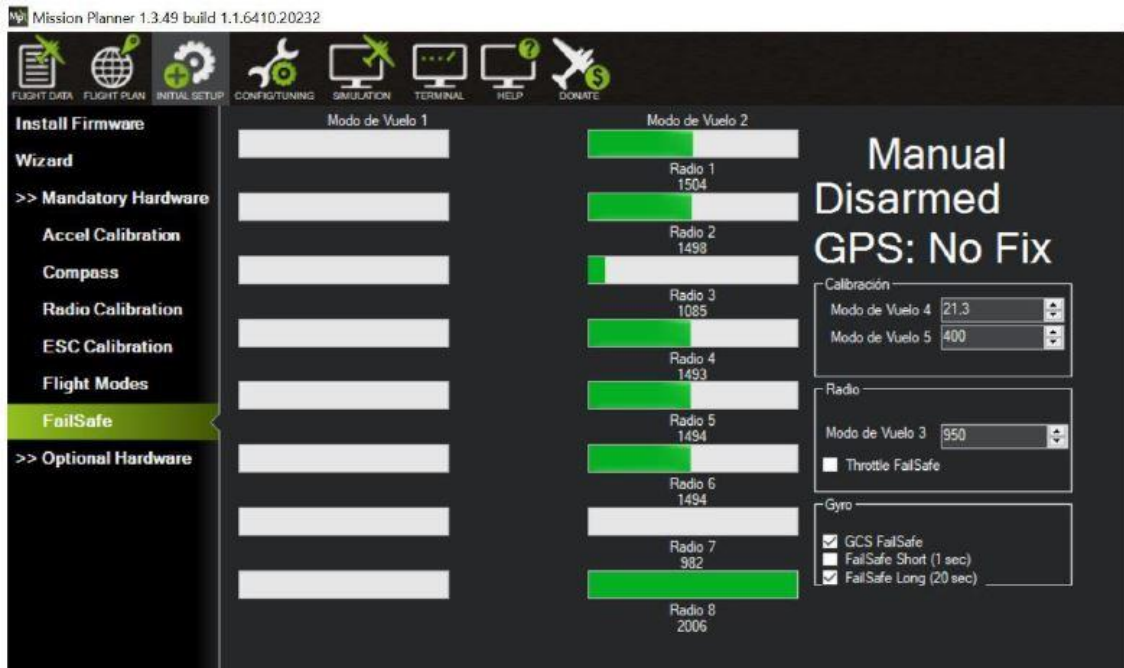 Mission Planner 1.3.49 build 1.1.6410.20232
FLIGHT DATA FLIGHT PLAN INITIAL SETUP CONFIG/TUNING SIMULATION TERMINAL HELP DONATE
Install Firmware
Wizard
>> Mandatory Hardware
Accel Calibration
Compass
Radio Calibration
ESC Calibration
Flight Modes
FailSafe
>> Optional Hardware
Modo de Vuelo 1
Modo de Vuelo 2
Radio 1
1504
Radio 2
1498
Radio 3
1085
Radio 4
1493
Radio 5
1494
Radio 6
1494
Radio 7
982
Radio 8
2006
Manual
Disarmed
GPS: No Fix
Calibración
Modo de Vuelo 4 21.3
Modo de Vuelo 5 400
Radio
Modo de Vuelo 3 950
Throttle FailSafe
Gyro
GCS FailSafe
FailSafe Short (1 sec)
FailSafe Long (20 sec)